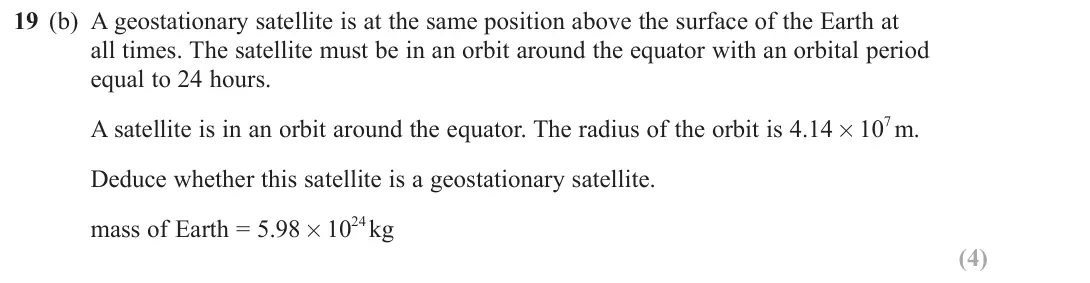 19 (b) A geostationary satellite is at the same position above the surface of the Earth at
all times. The satellite must be in an orbit around the equator with an orbital period
equal to 24 hours.
A satellite is in an orbit around the equator. The radius of the orbit is 4.14 × 10⁷ m.
Deduce whether this satellite is a geostationary satellite.
mass of Earth = 5.98 × 10²⁴ kg
(4)